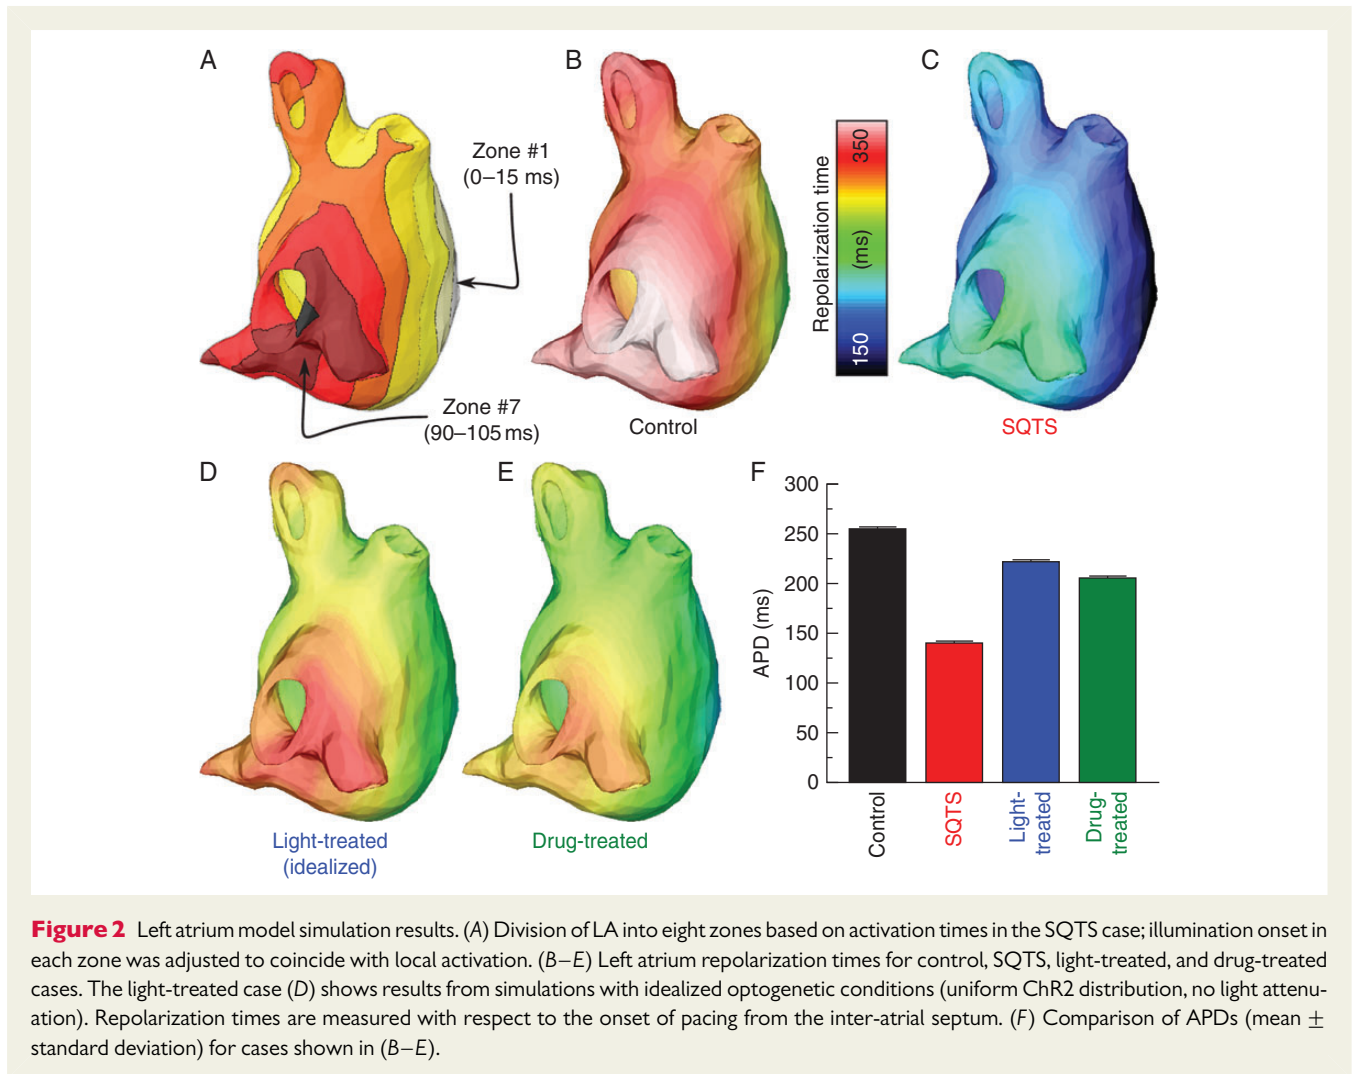 A
B
C
Zone #1
(0–15 ms)
Repolarization time
(ms)
350
150
Zone #7
(90–105 ms)
Control
SQTS
D
E
F
Light-treated
(idealized)
Drug-treated
APD (ms)
300
250
200
150
100
50
0
Control
SQTS
Light-
treated
Drug-
treated
Figure 2 Left atrium model simulation results. (A) Division of LA into eight zones based on activation times in the SQTS case; illumination onset in
each zone was adjusted to coincide with local activation. (B–E) Left atrium repolarization times for control, SQTS, light-treated, and drug-treated
cases. The light-treated case (D) shows results from simulations with idealized optogenetic conditions (uniform ChR2 distribution, no light attenu-
ation). Repolarization times are measured with respect to the onset of pacing from the inter-atrial septum. (F) Comparison of APDs (mean ±
standard deviation) for cases shown in (B–E).